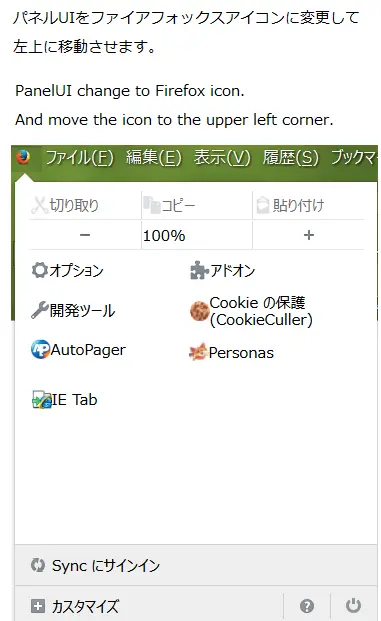 パネルUIをファイアフォックスアイコンに変更して
左上に移動させます。
PanelUI change to Firefox icon.
And move the icon to the upper left corner.
ファイル(F) 編集(E) 表示(V) 履歴(S) ブックマ
切り取り コピー 貼り付け
− 100% +
オプション アドオン
開発ツール Cookie の保護
(CookieCuller)
AutoPager Personas
IE Tab
Sync にサインイン
カスタマイズ